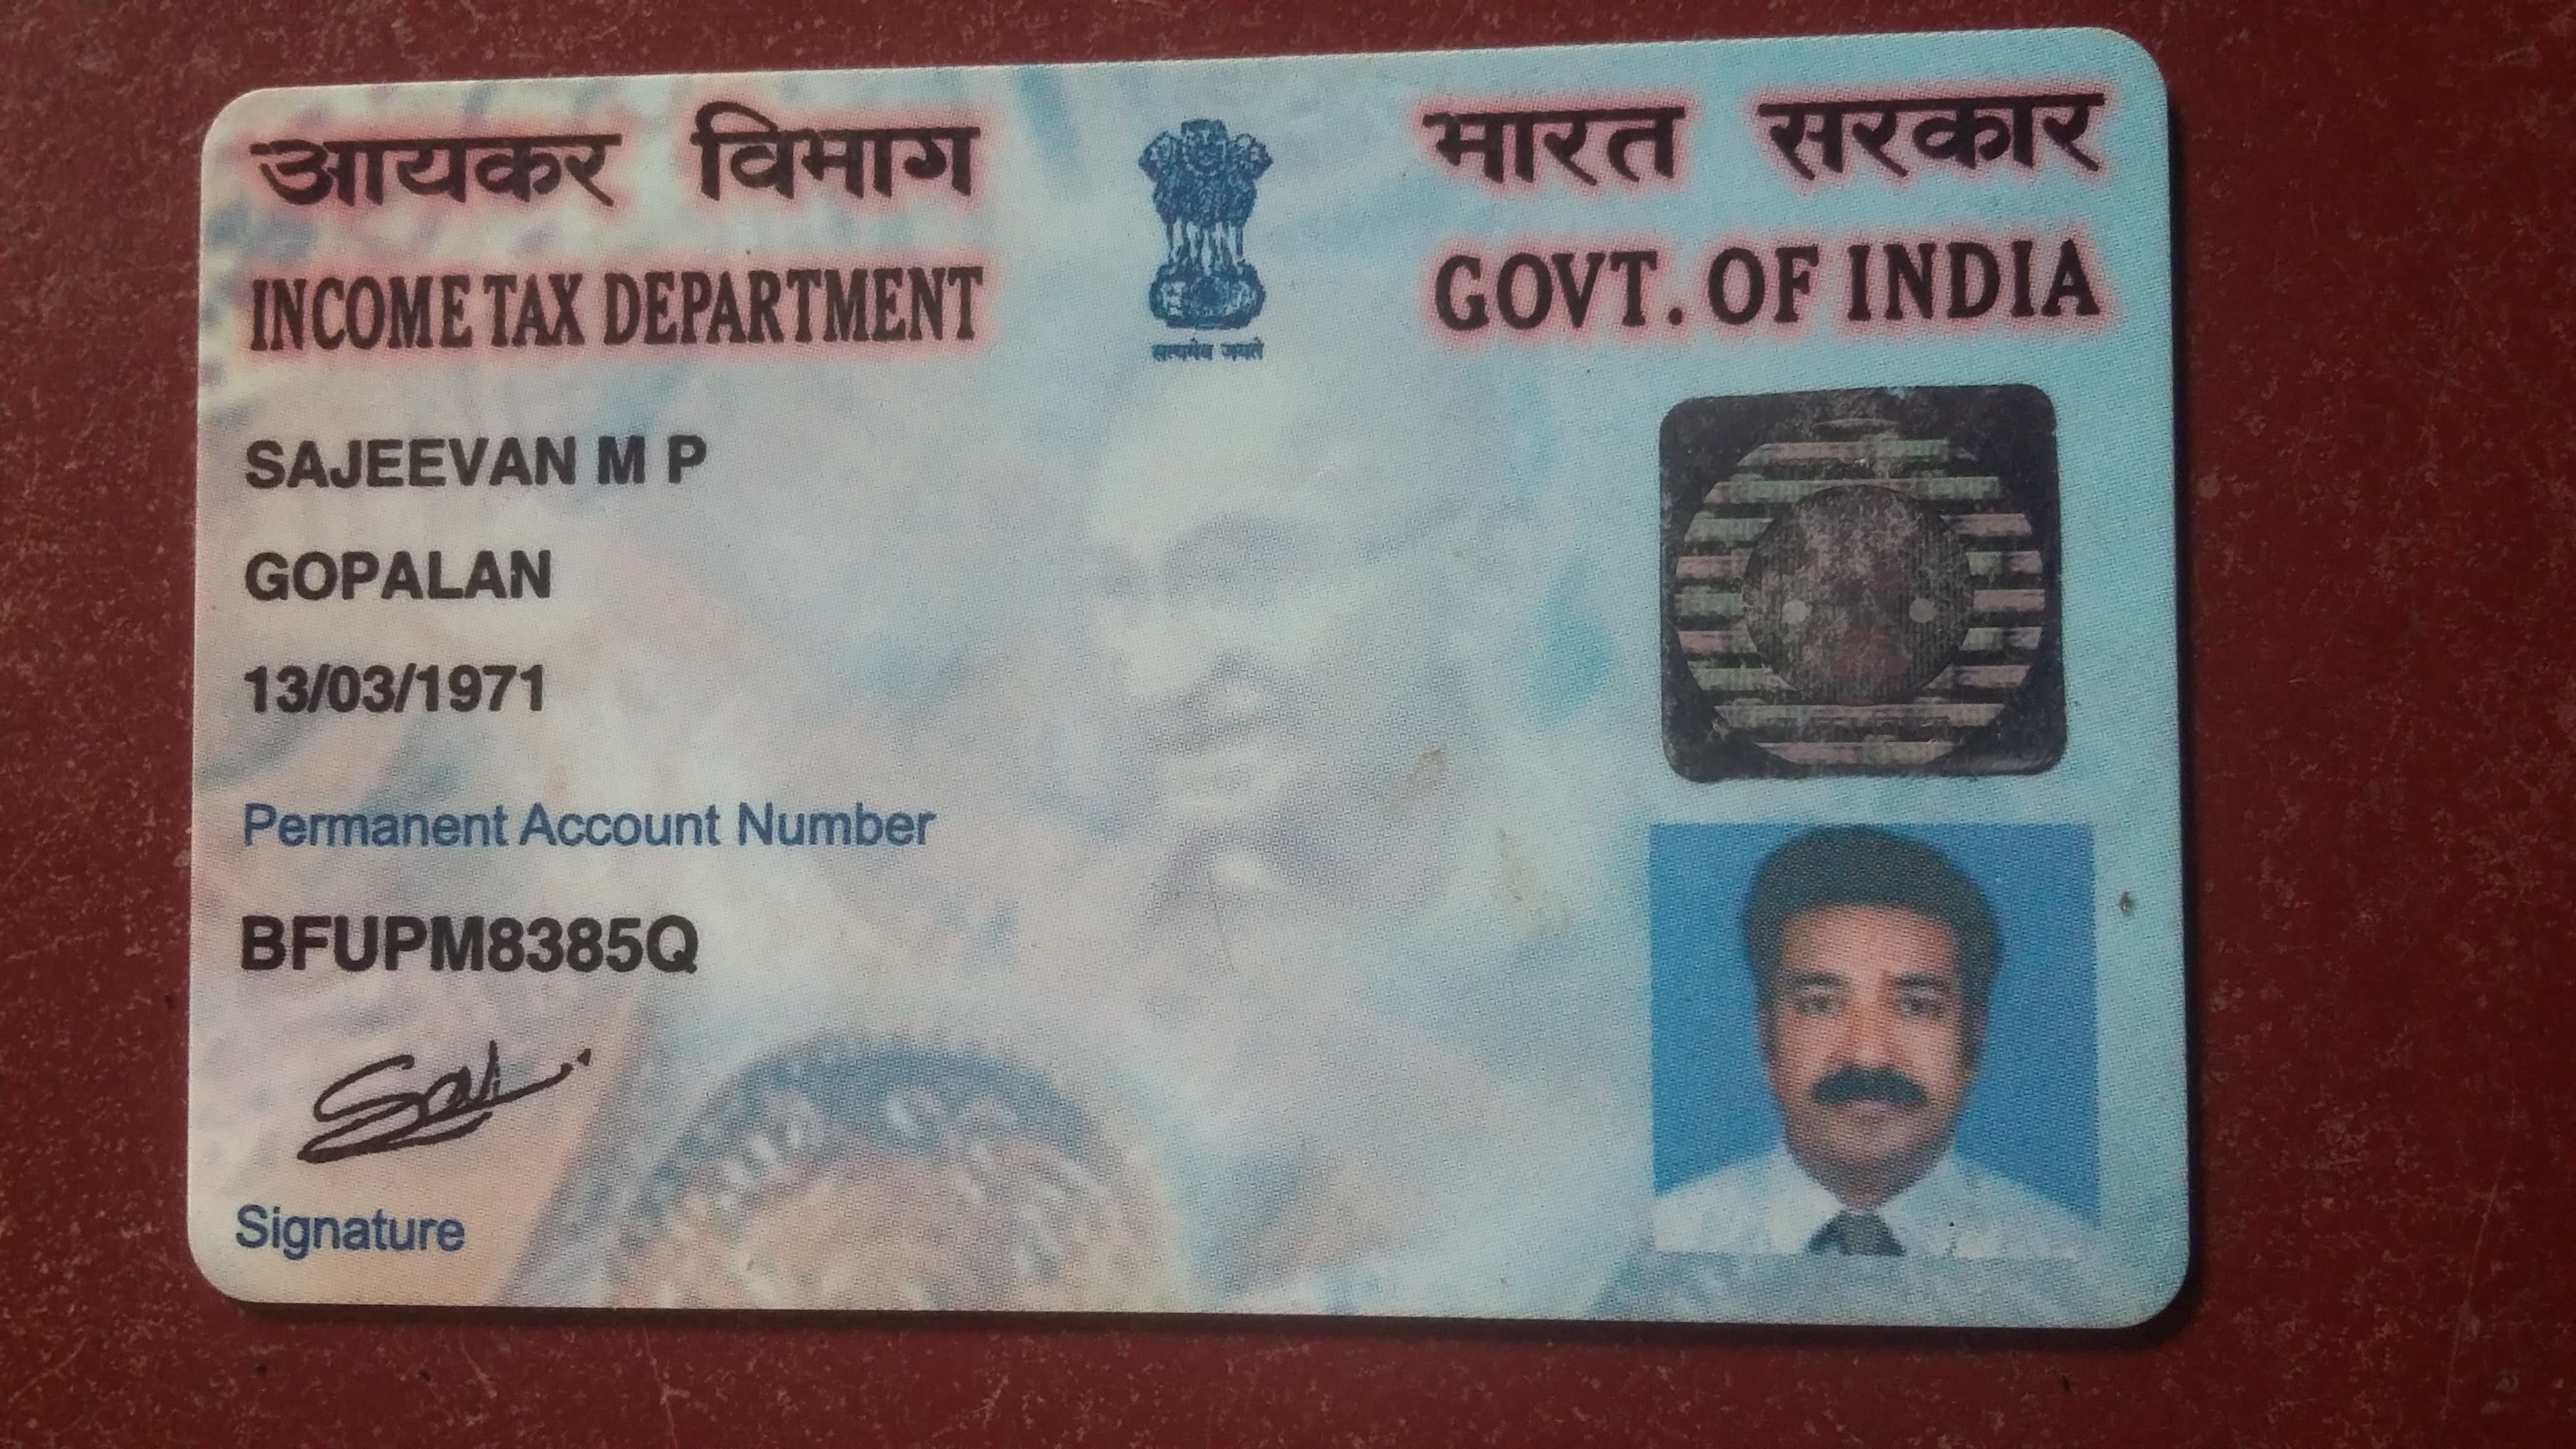 आयकर विभाग
INCOME TAX DEPARTMENT
भारत सरकार
GOVT. OF INDIA
सत्यमेव जयते
SAJEEVAN M P
GOPALAN
13/03/1971
Permanent Account Number
BFUPM8385Q
Signature